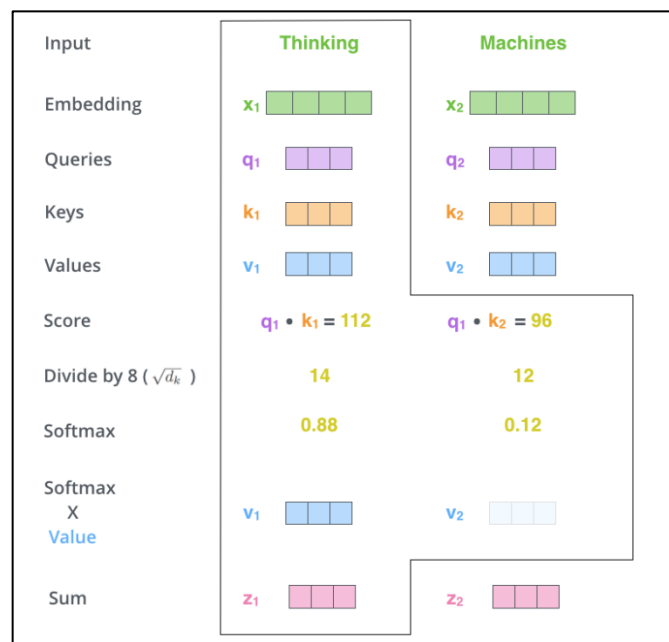 Input Thinking Machines
Embedding x₁ x₂
Queries q₁ q₂
Keys k₁ k₂
Values v₁ v₂
Score q₁ • k₁ = 112 q₁ • k₂ = 96
Divide by 8 ( √dₖ ) 14 12
Softmax 0.88 0.12
Softmax
X
Value v₁ v₂
Sum z₁ z₂